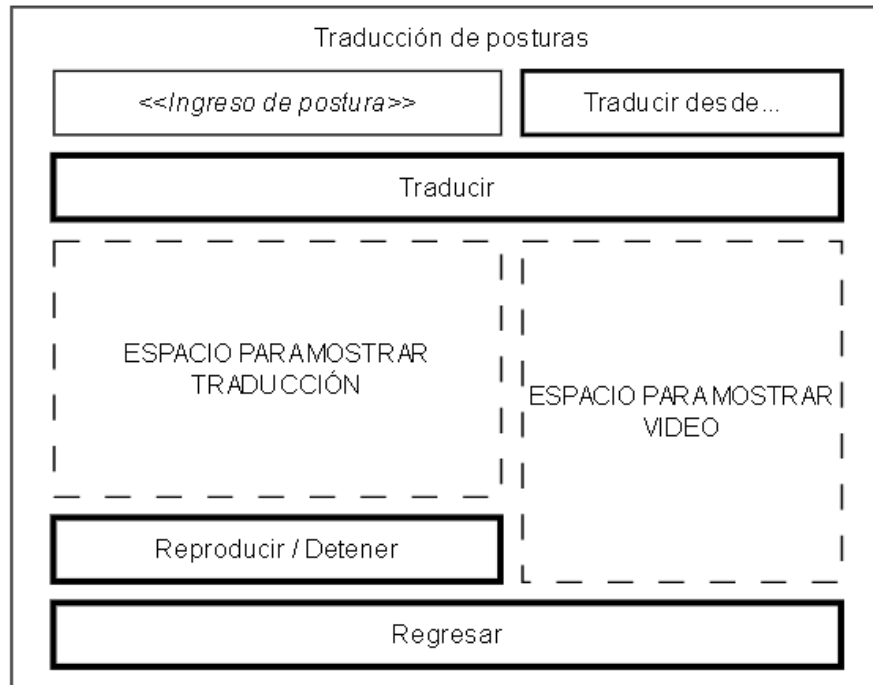 Traducción de posturas
<<Ingreso de postura>>
Traducir desde...
Traducir
ESPACIO PARA MOSTRAR
TRADUCCIÓN
ESPACIO PARA MOSTRAR
VIDEO
Reproducir / Detener
Regresar